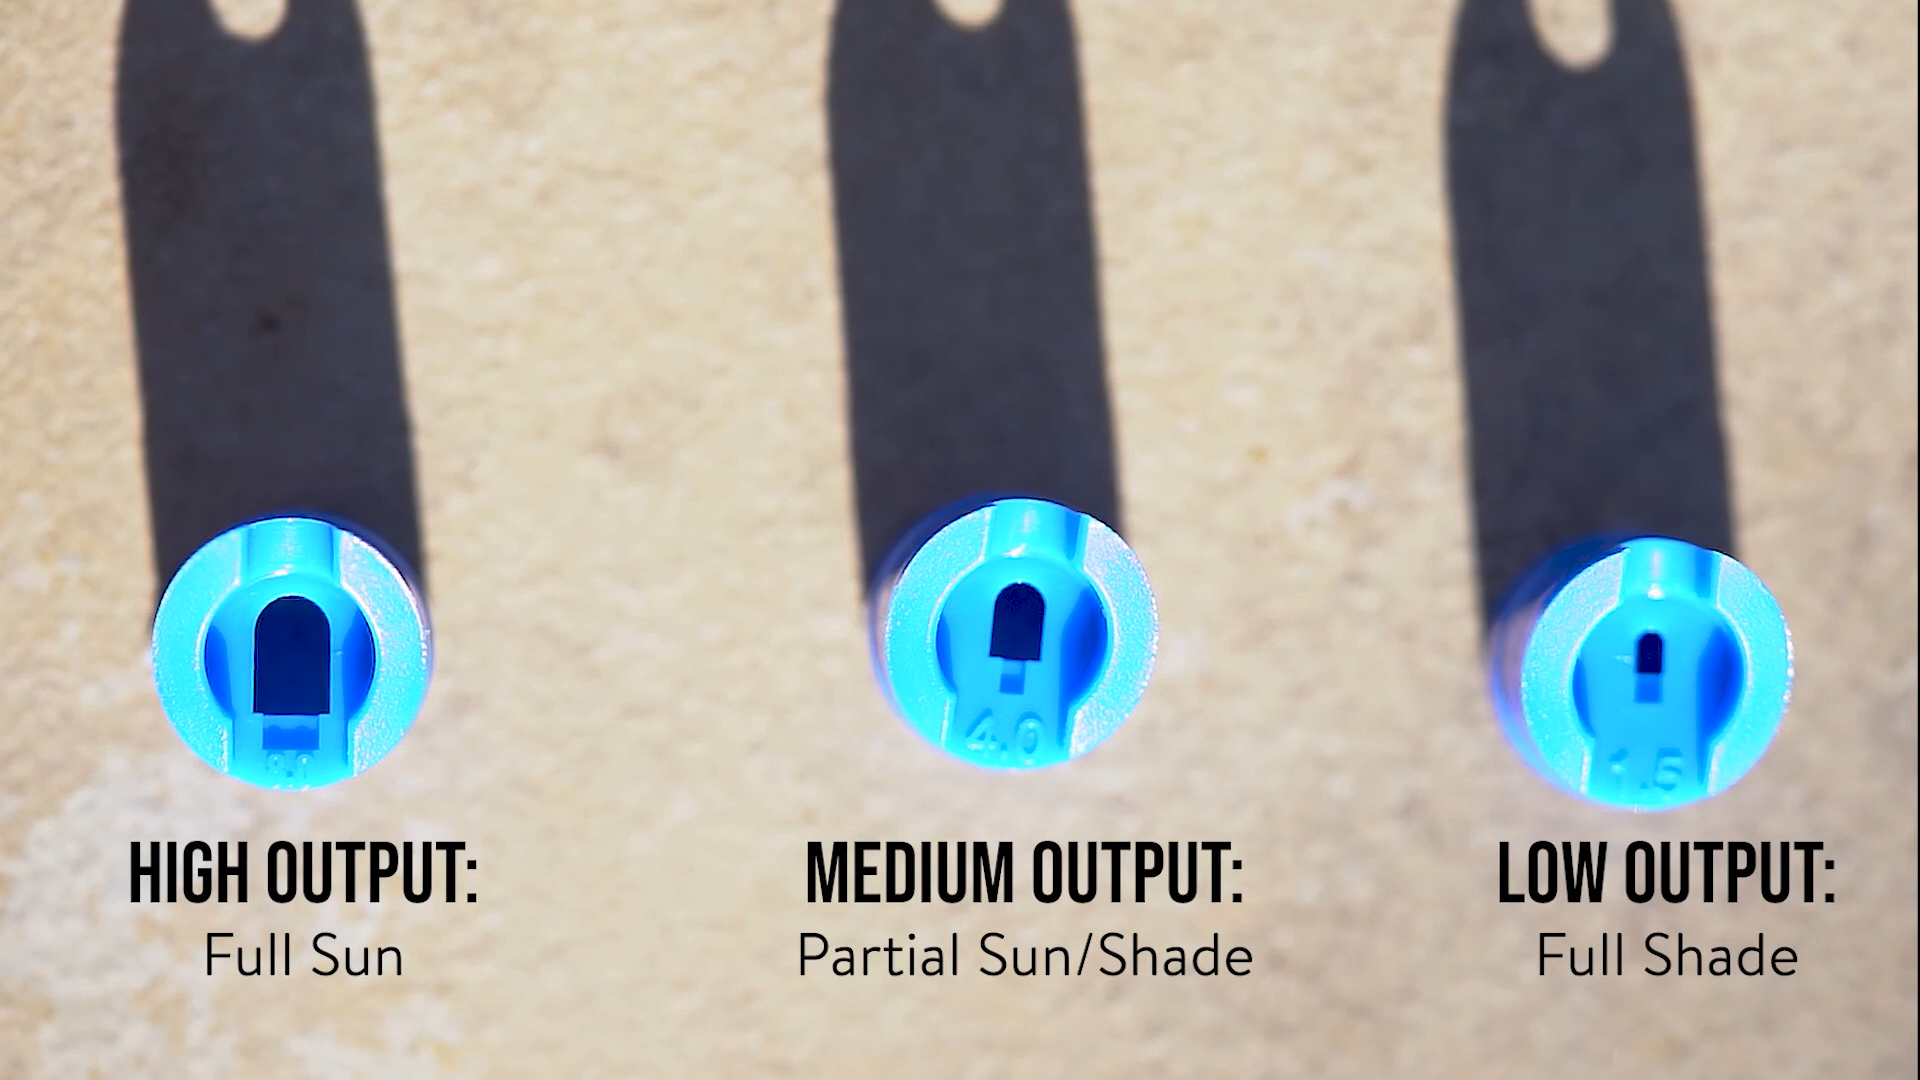 4.0
1.5
HIGH OUTPUT:
Full Sun
MEDIUM OUTPUT:
Partial Sun/Shade
LOW OUTPUT:
Full Shade